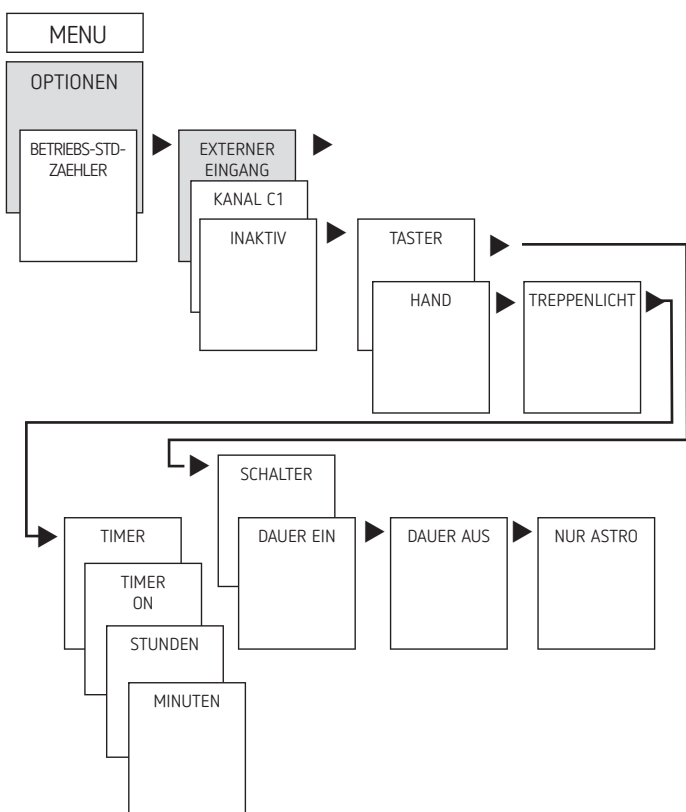 MENU
OPTIONEN
BETRIEBS-STD-
ZAEHLER
EXTERNER
EINGANG
KANAL C1
INAKTIV
TASTER
HAND
TREPPENLICHT
SCHALTER
DAUER EIN
DAUER AUS
NUR ASTRO
TIMER
TIMER
ON
STUNDEN
MINUTEN